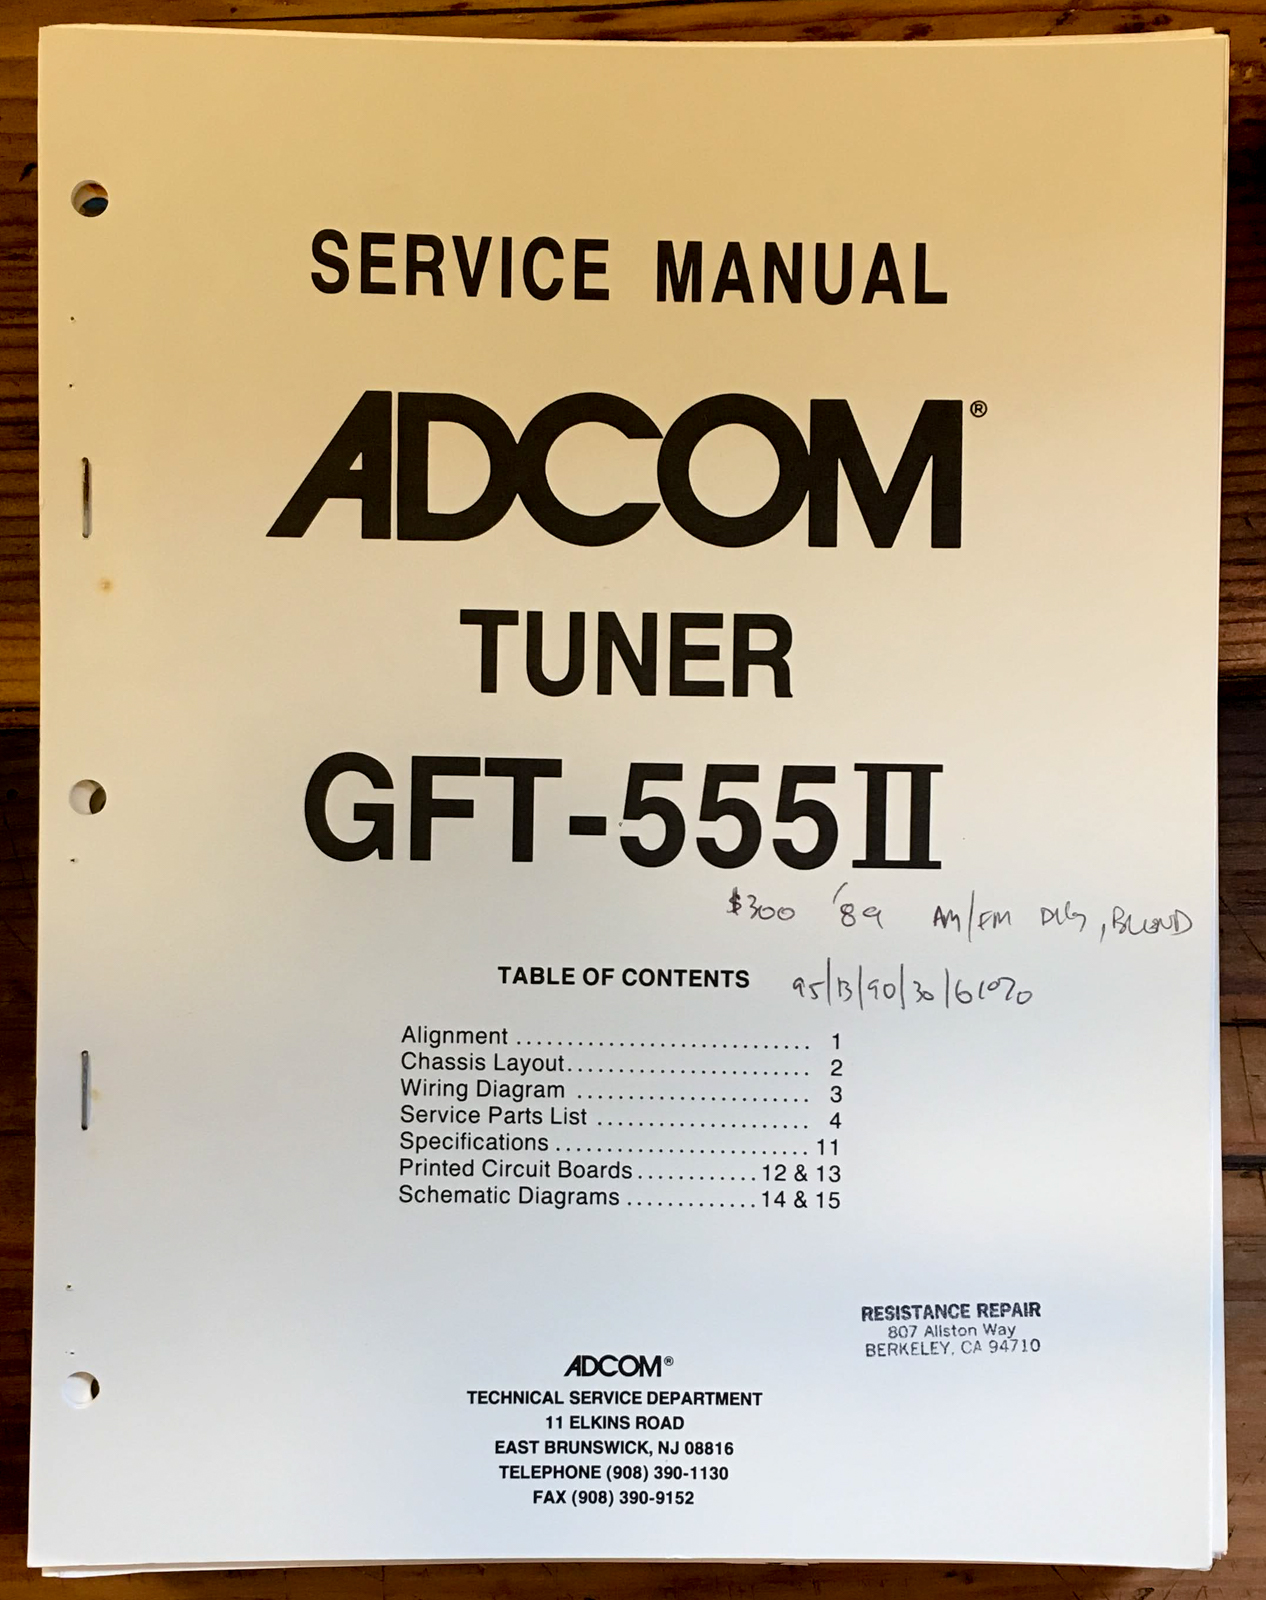 SERVICE MANUAL
ADCOM®
TUNER
GFT-555II
$300 '89 AM/FM DIG, BLEND
TABLE OF CONTENTS
95/13/90/30/
Alignment ............................. 1
Chassis Layout........................ 2
Wiring Diagram ....................... 3
Service Parts List ..................... 4
Specifications ......................... 11
Printed Circuit Boards............ 12 & 13
Schematic Diagrams ............. 14 & 15
RESISTANCE REPAIR
807 Allston Way
BERKELEY, CA 94710
ADCOM®
TECHNICAL SERVICE DEPARTMENT
11 ELKINS ROAD
EAST BRUNSWICK, NJ 08816
TELEPHONE (908) 390-1130
FAX (908) 390-9152